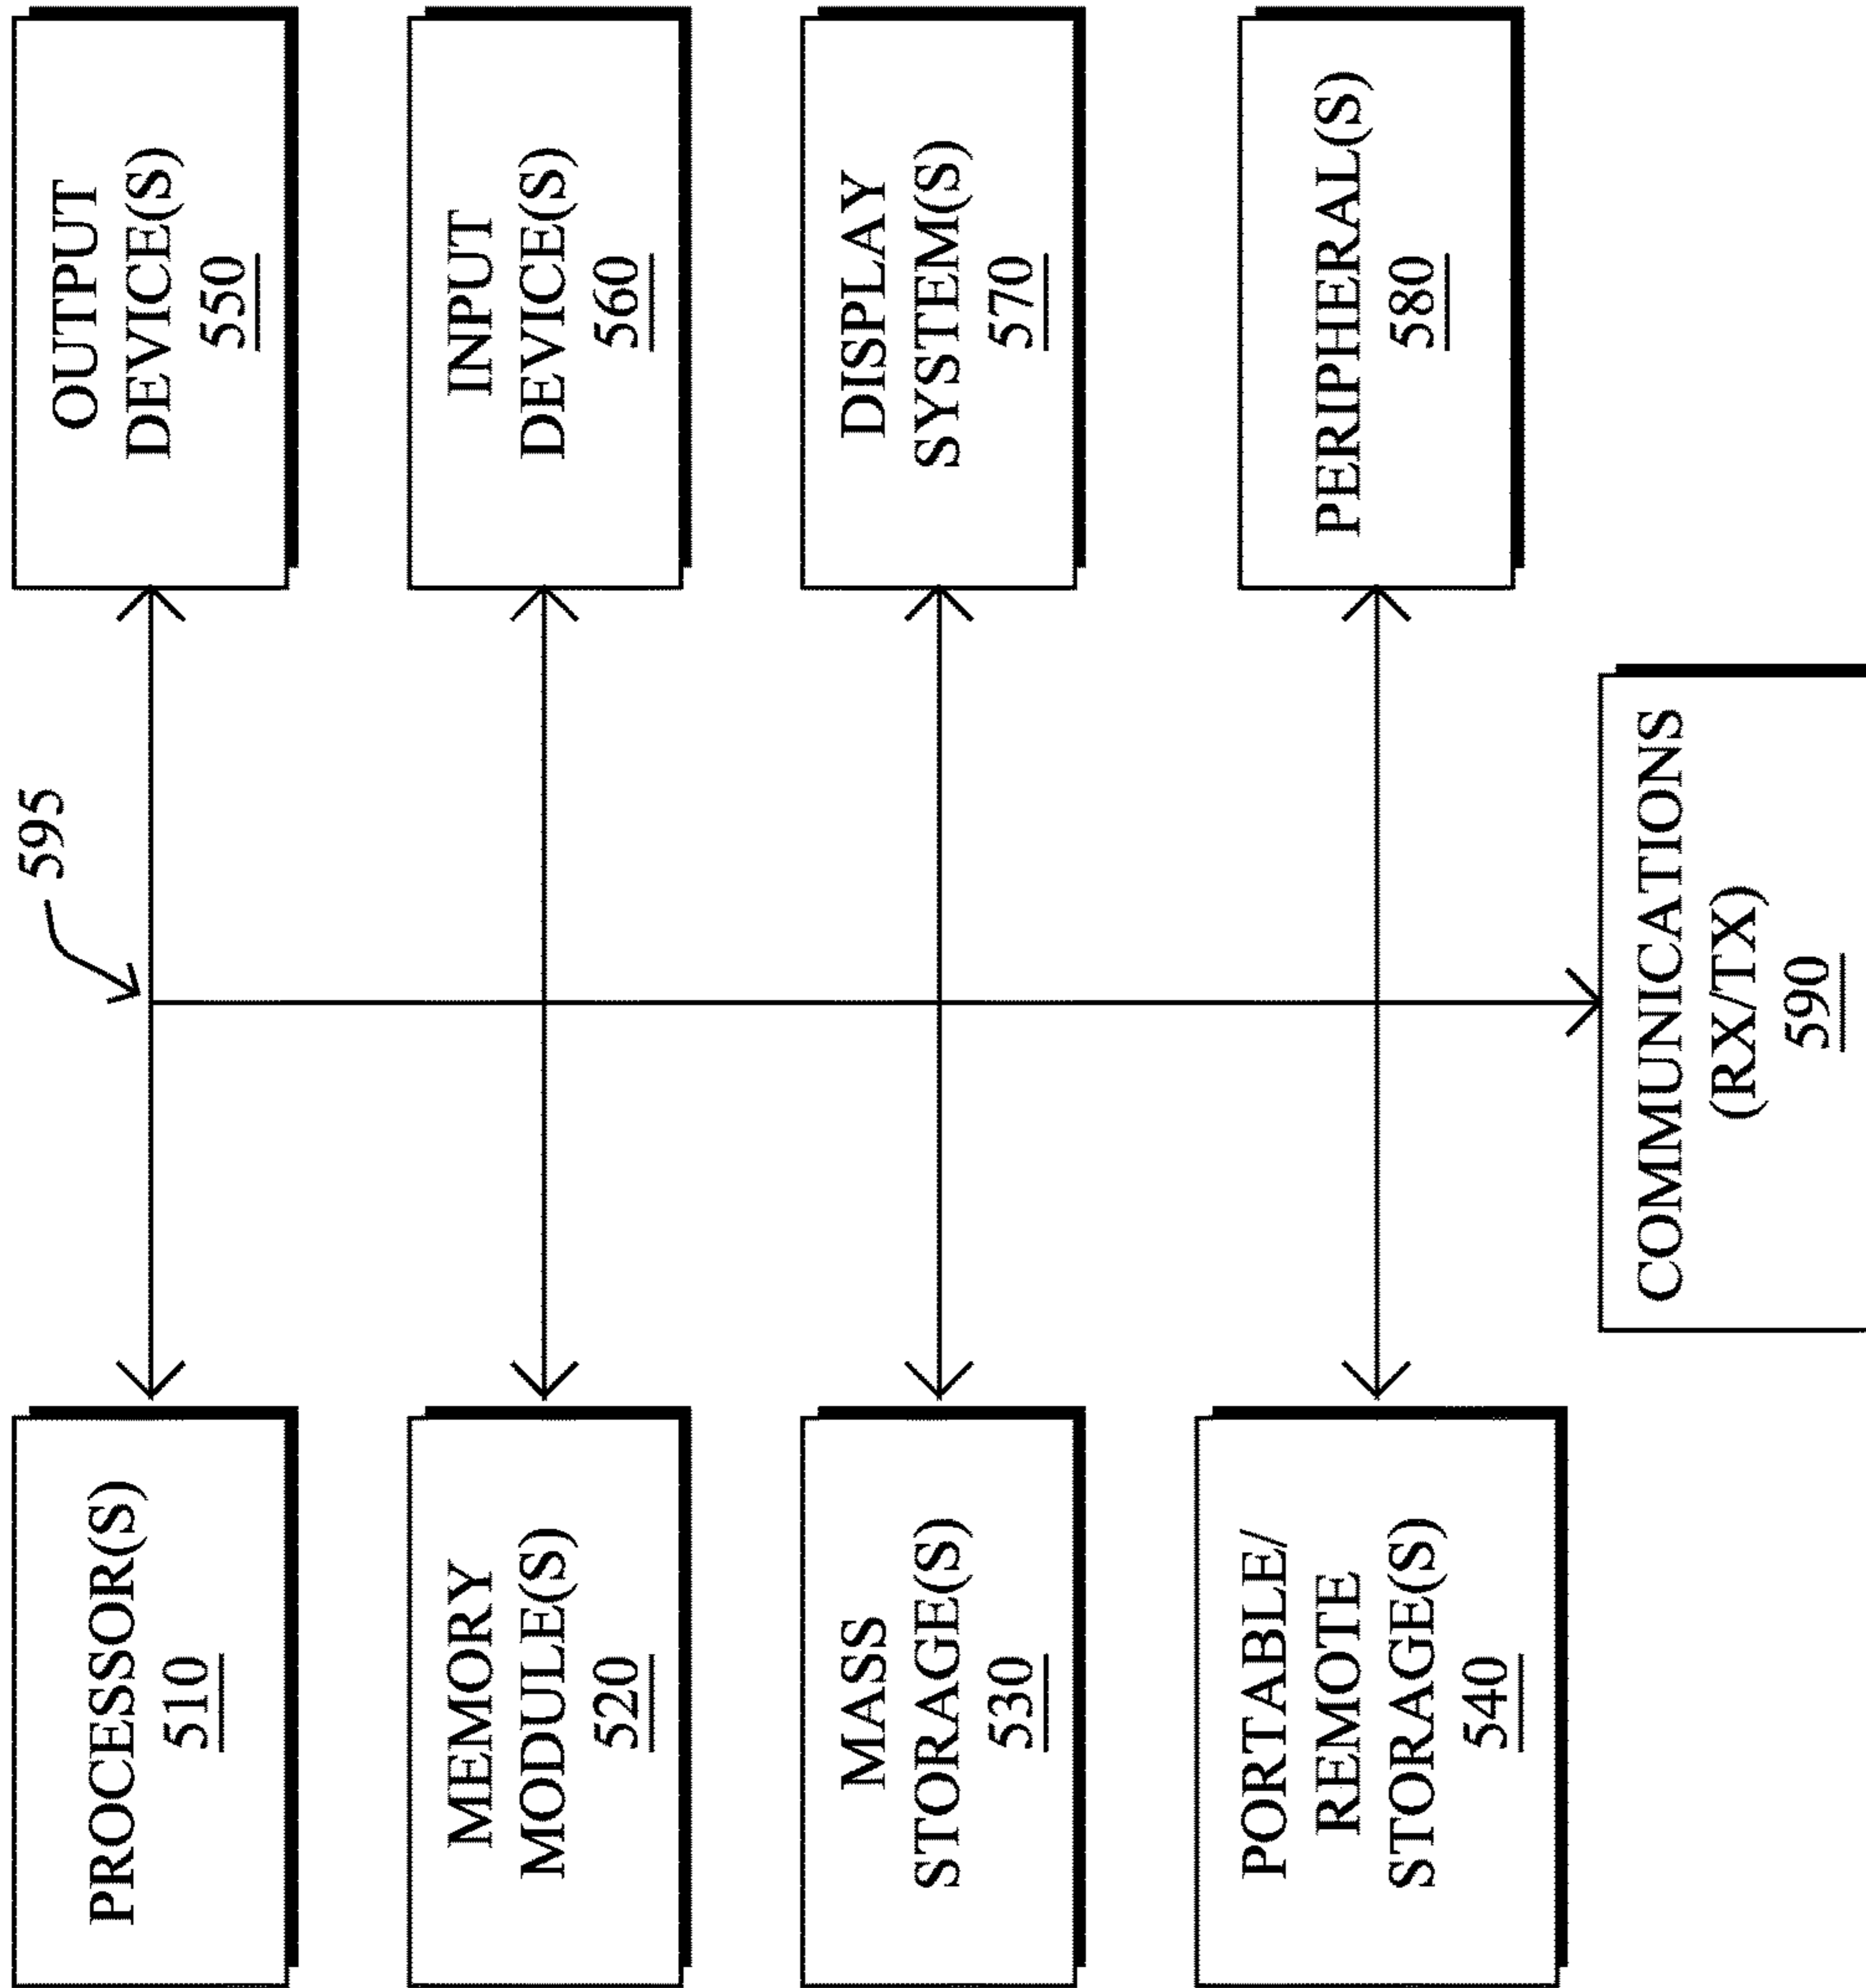 595
PROCESSOR(S)
510
MEMORY
MODULE(S)
520
MASS
STORAGE(S)
530
PORTABLE/
REMOTE
STORAGE(S)
540
OUTPUT
DEVICE(S)
550
INPUT
DEVICE(S)
560
DISPLAY
SYSTEM(S)
570
PERIPHERAL(S)
580
COMMUNICATIONS
(RX/TX)
590